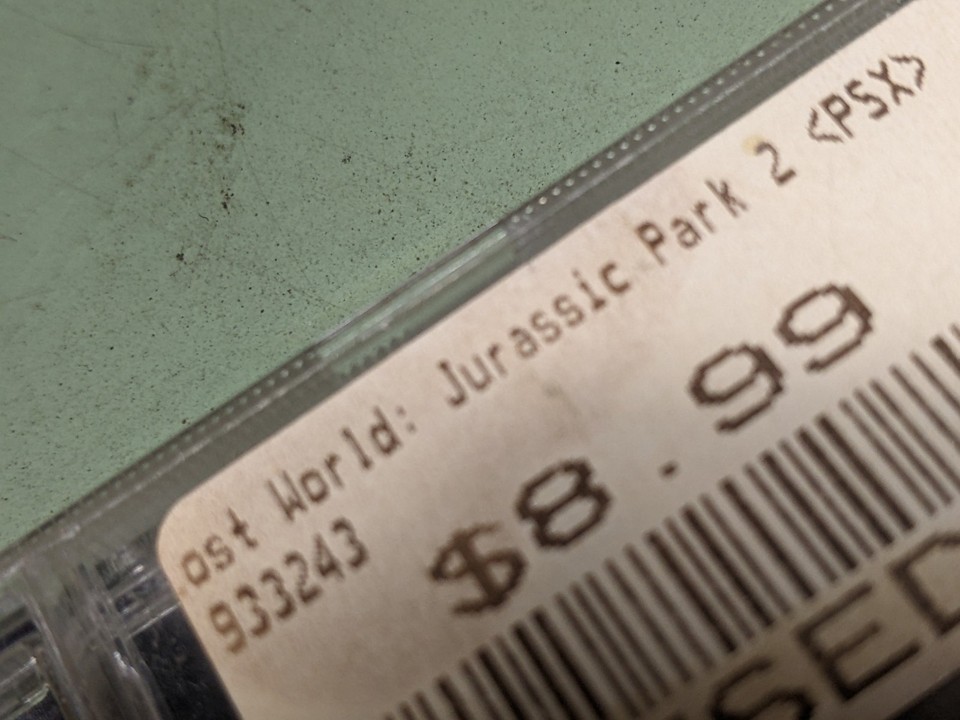 ost World: Jurassic Park 2 <PSX>
933243
$8.99
SED